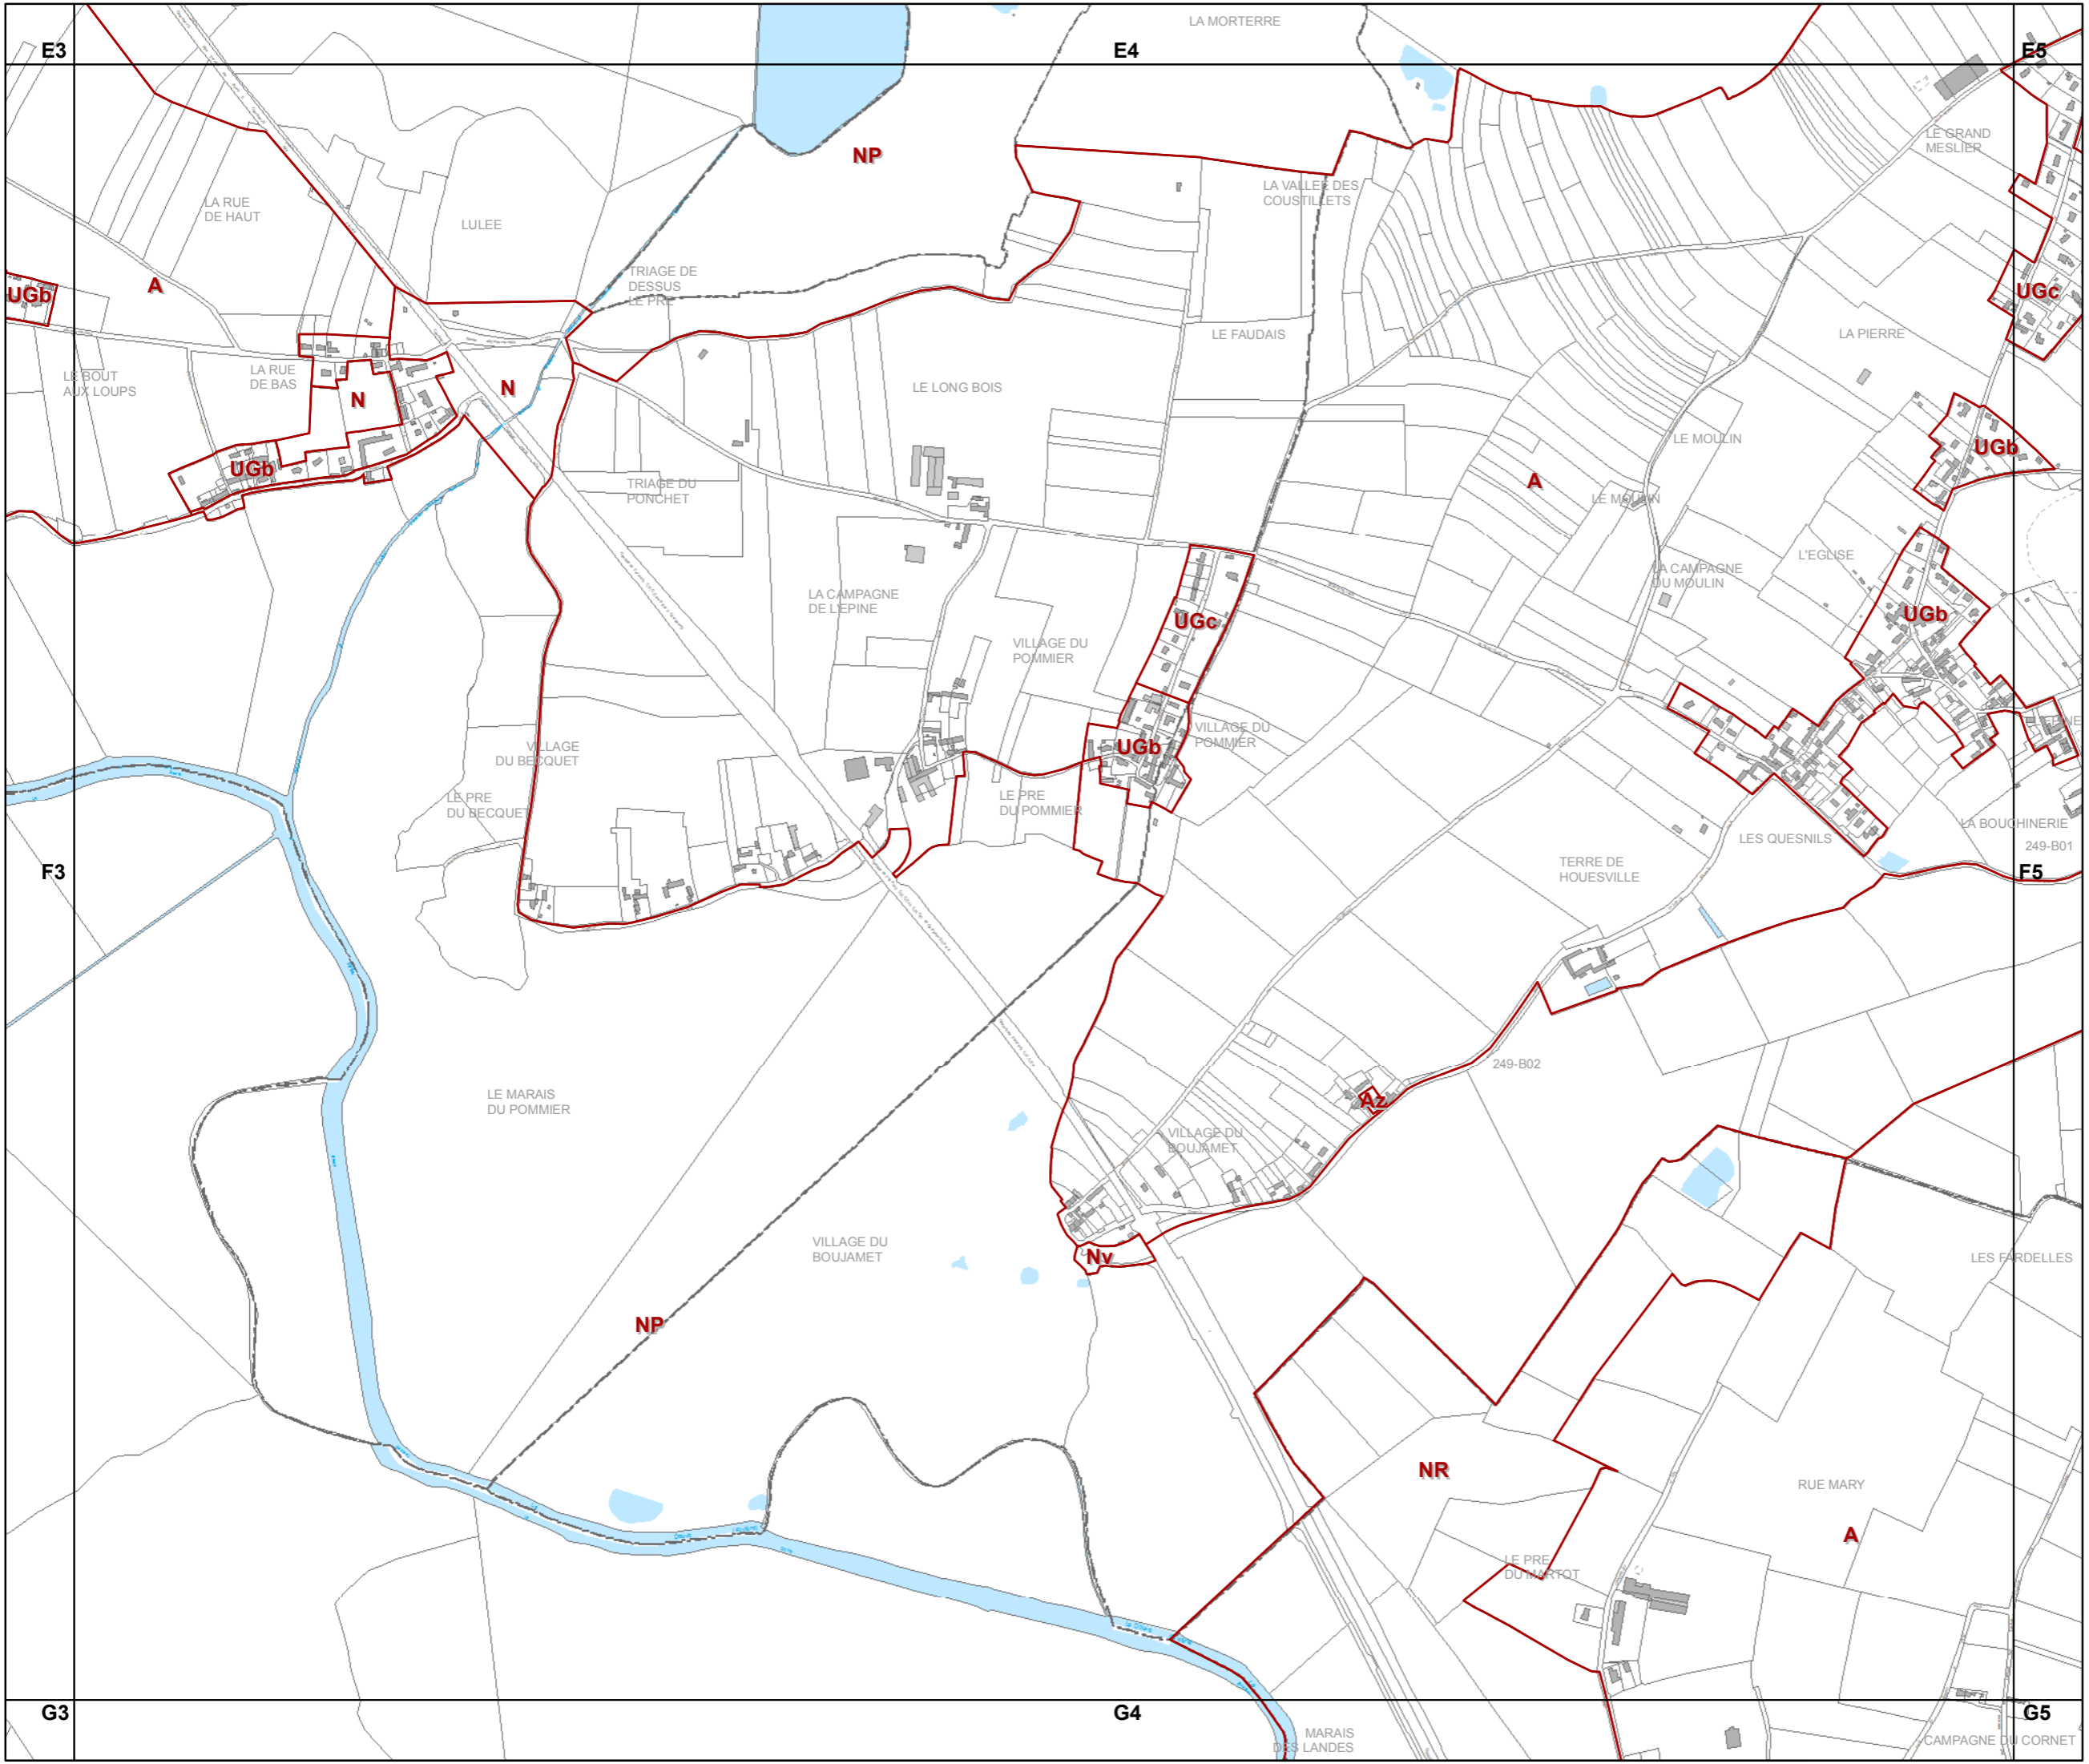 LA MORTERRE
E3
E4
E5
LE GRAND
MESLIER
NP
LA VALLEE DES
COUSTILLETS
LA RUE
DE HAUT
LULEE
TRIAGE DE
DESSUS
LE PRE
A
UGb
UGc
LE FAUDAIS
LA PIERRE
LE BOUT
AUX LOUPS
LA RUE
DE BAS
N
N
LE LONG BOIS
LE MOULIN
UGb
UGb
TRIAGE DU
PONCHET
A
LE MOULIN
L'EGLISE
LA CAMPAGNE
DU MOULIN
LA CAMPAGNE
DE L'EPINE
UGc
UGb
VILLAGE DU
POMMIER
VILLAGE DU
POMMIER
UGb
VILLAGE
DU BECQUET
LE PRE
DU BECQUET
LE PRE
DU POMMIER
LES QUESNILS
LA BOUCHINERIE
249-B01
F3
TERRE DE
HOUESVILLE
F5
249-B02
LE MARAIS
DU POMMIER
Az
VILLAGE DU
BOUJAMET
VILLAGE DU
BOUJAMET
Nv
LES FARDELLES
NP
NR
RUE MARY
A
LE PRE
DU MARTOT
G3
G4
G5
MARAIS
DES LANDES
CAMPAGNE DU CORNET